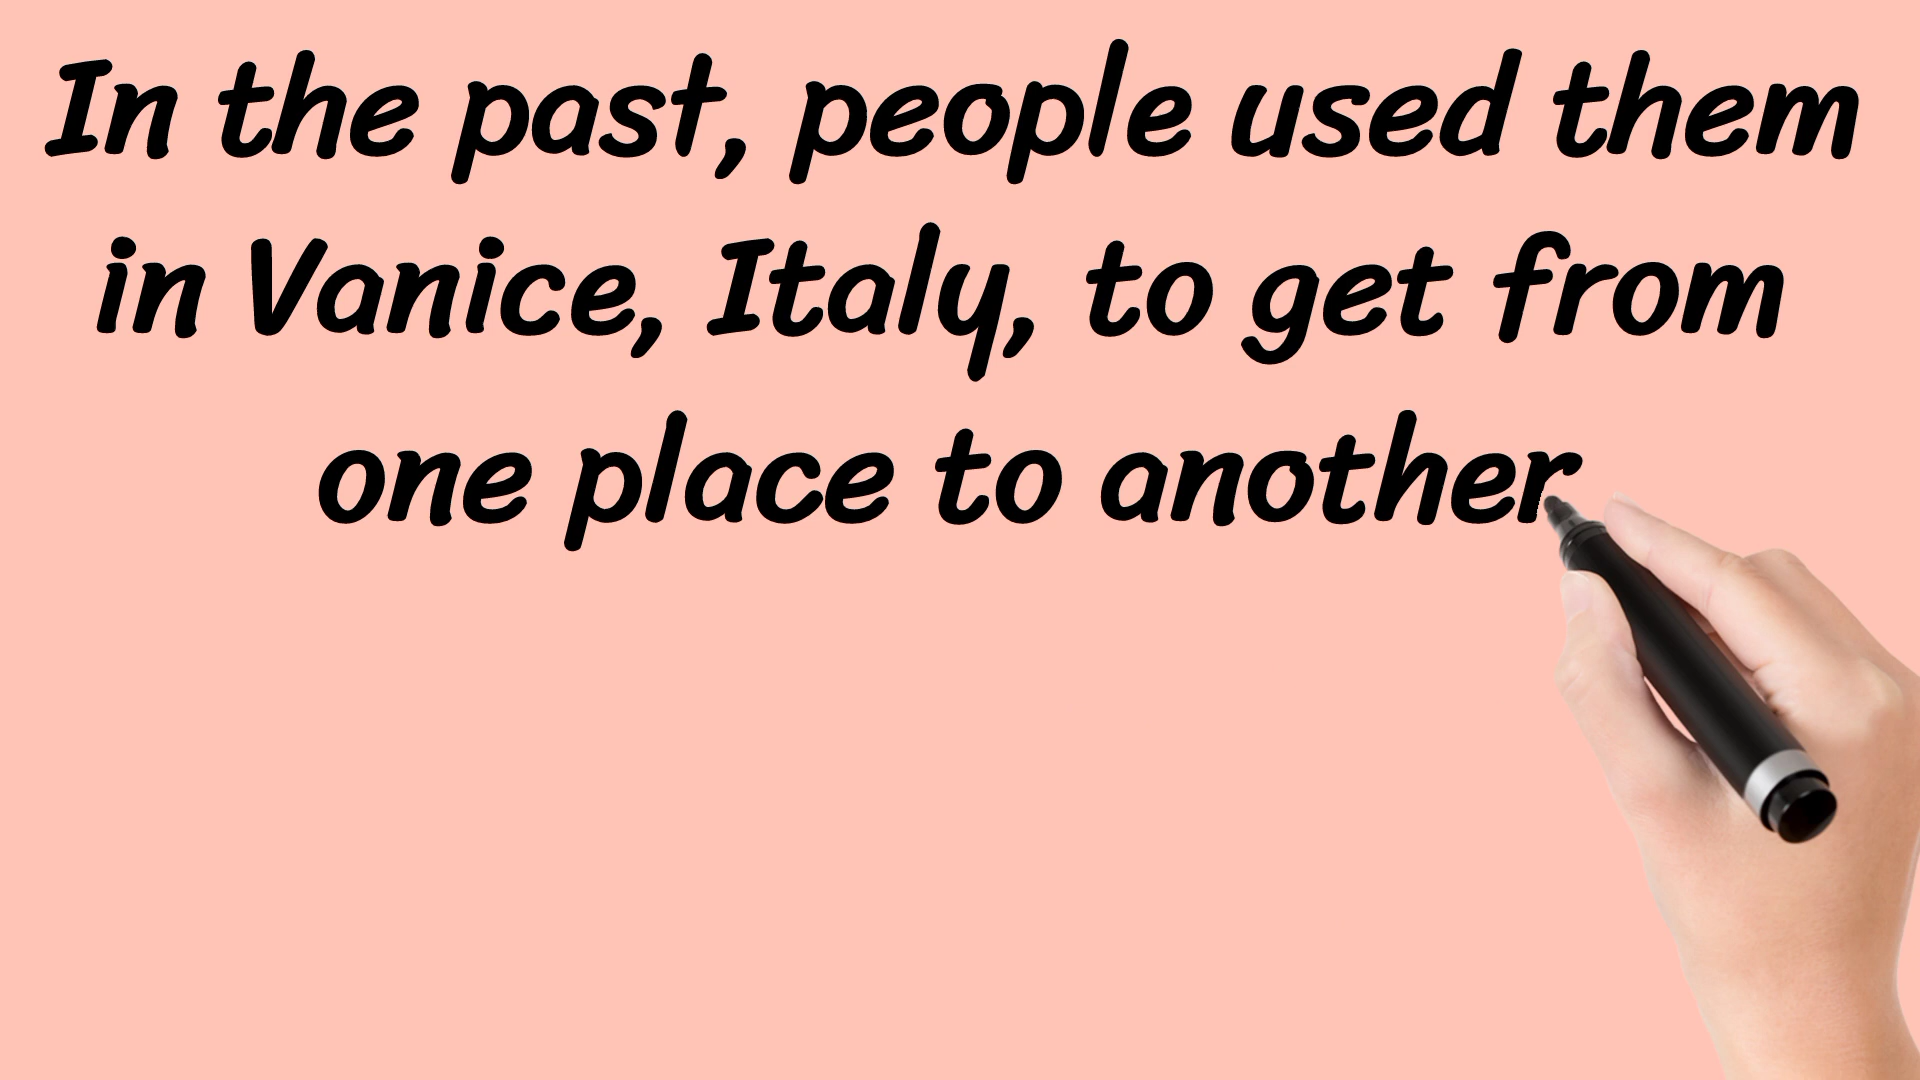 In the past, people used them
in Vanice, Italy, to get from
one place to another